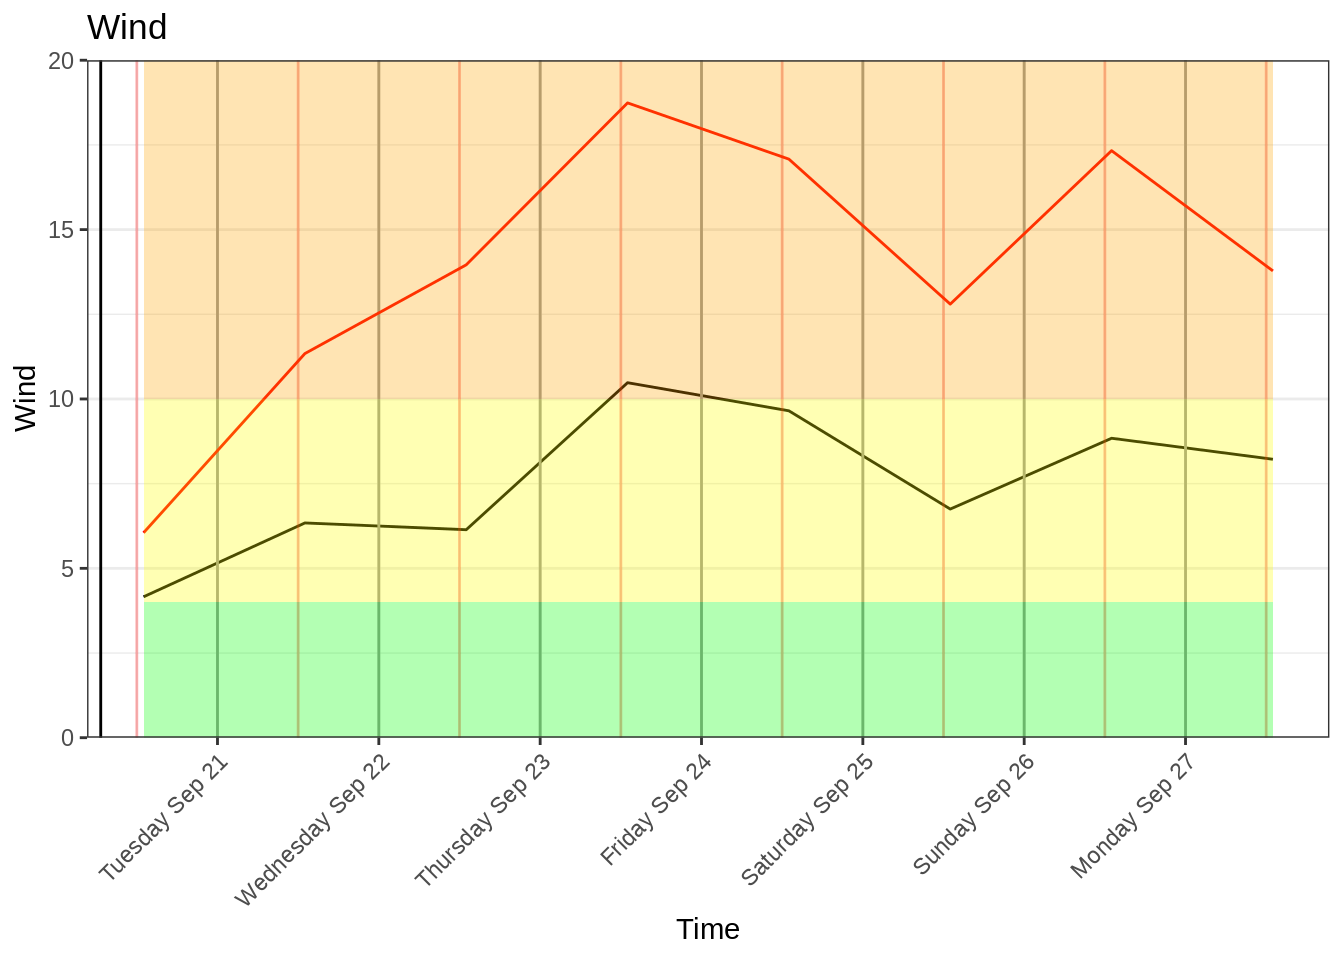 Wind
20
15
10
5
0
Wind
Tuesday Sep 21
Wednesday Sep 22
Thursday Sep 23
Friday Sep 24
Saturday Sep 25
Sunday Sep 26
Monday Sep 27
Time